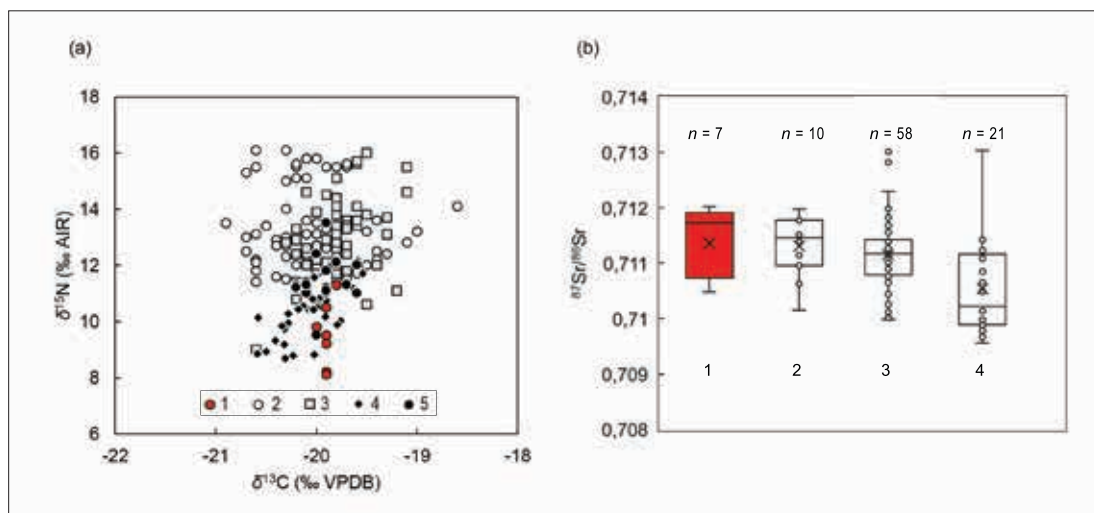 (a)
18
16
14
12
10
8
6
δ¹⁵N (‰ AIR)
1 2 3 4 5
-22 -21 -20 -19 -18
δ¹³C (‰ VPDB)
(b)
0,714
0,713
0,712
0,711
0,71
0,709
0,708
⁸⁷Sr/⁸⁶Sr
n = 7 n = 10 n = 58 n = 21
1 2 3 4